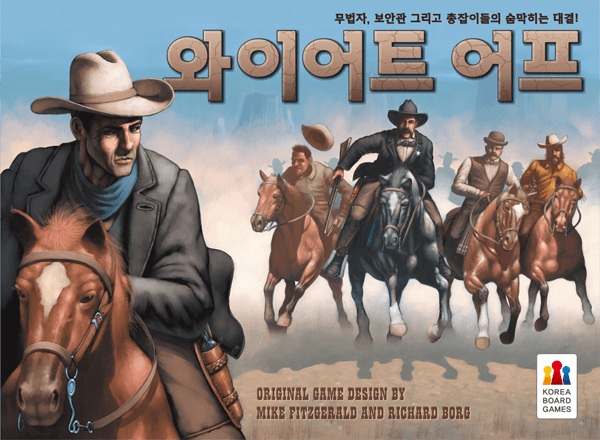 무법자, 보안관 그리고 총잡이들의 숨막히는 대결!
와이어트 어프
ORIGINAL GAME DESIGN BY
MIKE FITZGERALD AND RICHARD BORG
KOREA
BOARD
GAMES